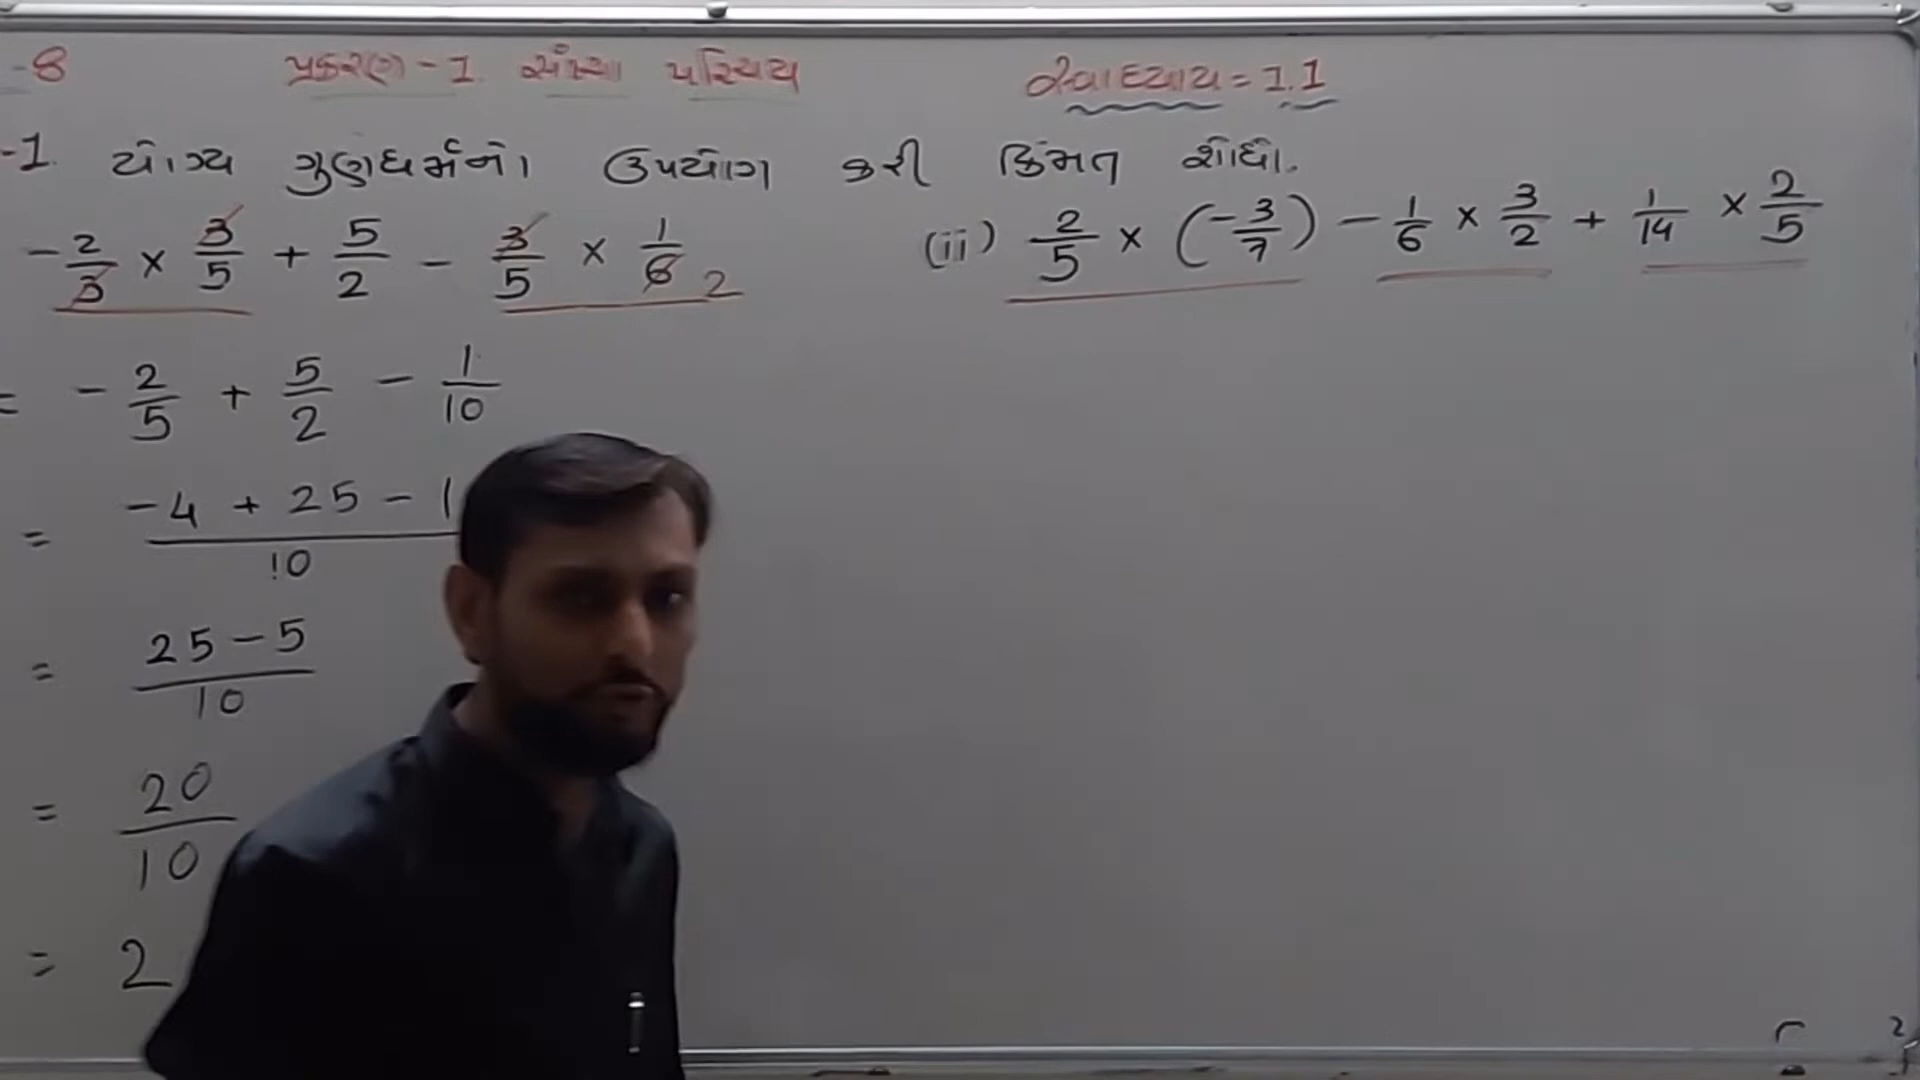 -8 પ્રકરણ-1. સંખ્યા પરિચય સ્વાધ્યાય = 1.1
-1. યોગ્ય ગુણધર્મનો ઉપયોગ કરી કિંમત શોધો.
-2/3 × 3/5 + 5/2 - 3/5 × 1/6 2
(ii) 2/5 × (-3/7) - 1/6 × 3/2 + 1/14 × 2/5
= -2/5 + 5/2 - 1/10
= -4 + 25 - 1 / 10
= 25 - 5 / 10
= 20/10
= 2